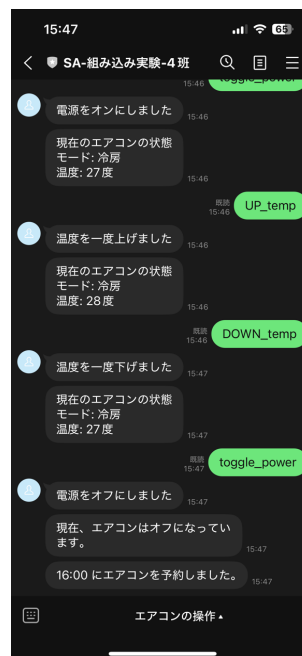 15:47
65
SA-組み込み実験-4班
15:46
toggle_power
電源をオンにしました
15:46
現在のエアコンの状態
モード: 冷房
温度: 27度
15:46
既読
15:46
UP_temp
温度を一度上げました
15:46
現在のエアコンの状態
モード: 冷房
温度: 28度
15:46
既読
15:46
DOWN_temp
温度を一度下げました
15:47
現在のエアコンの状態
モード: 冷房
温度: 27度
15:47
既読
15:47
toggle_power
電源をオフにしました
15:47
現在、エアコンはオフになってい
ます。
15:47
16:00 にエアコンを予約しました。
15:47
エアコンの操作▴